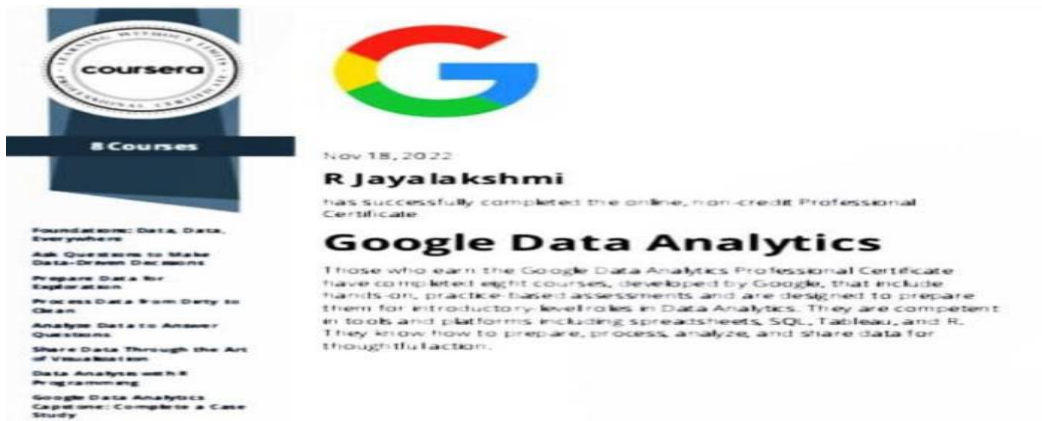 LEARNING WITHOUT LIMITS
coursera
PROFESSIONAL CERTIFICATE
8 Courses
Foundations: Data, Data,
Everywhere
Ask Questions to Make
Data-Driven Decisions
Prepare Data for
Exploration
Process Data from Dirty to
Clean
Analyze Data to Answer
Questions
Share Data Through the Art
of Visualization
Data Analysis with R
Programming
Google Data Analytics
Capstone: Complete a Case
Study
Nov 18, 2022
R Jayalakshmi
has successfully completed the online, non-credit Professional
Certificate
Google Data Analytics
Those who earn the Google Data Analytics Professional Certificate
have completed eight courses, developed by Google, that include
hands-on, practice-based assessments and are designed to prepare
them for introductory-level roles in Data Analytics. They are competent
in tools and platforms including spreadsheets, SQL, Tableau, and R.
They know how to prepare, process, analyze, and share data for
thoughtful action.